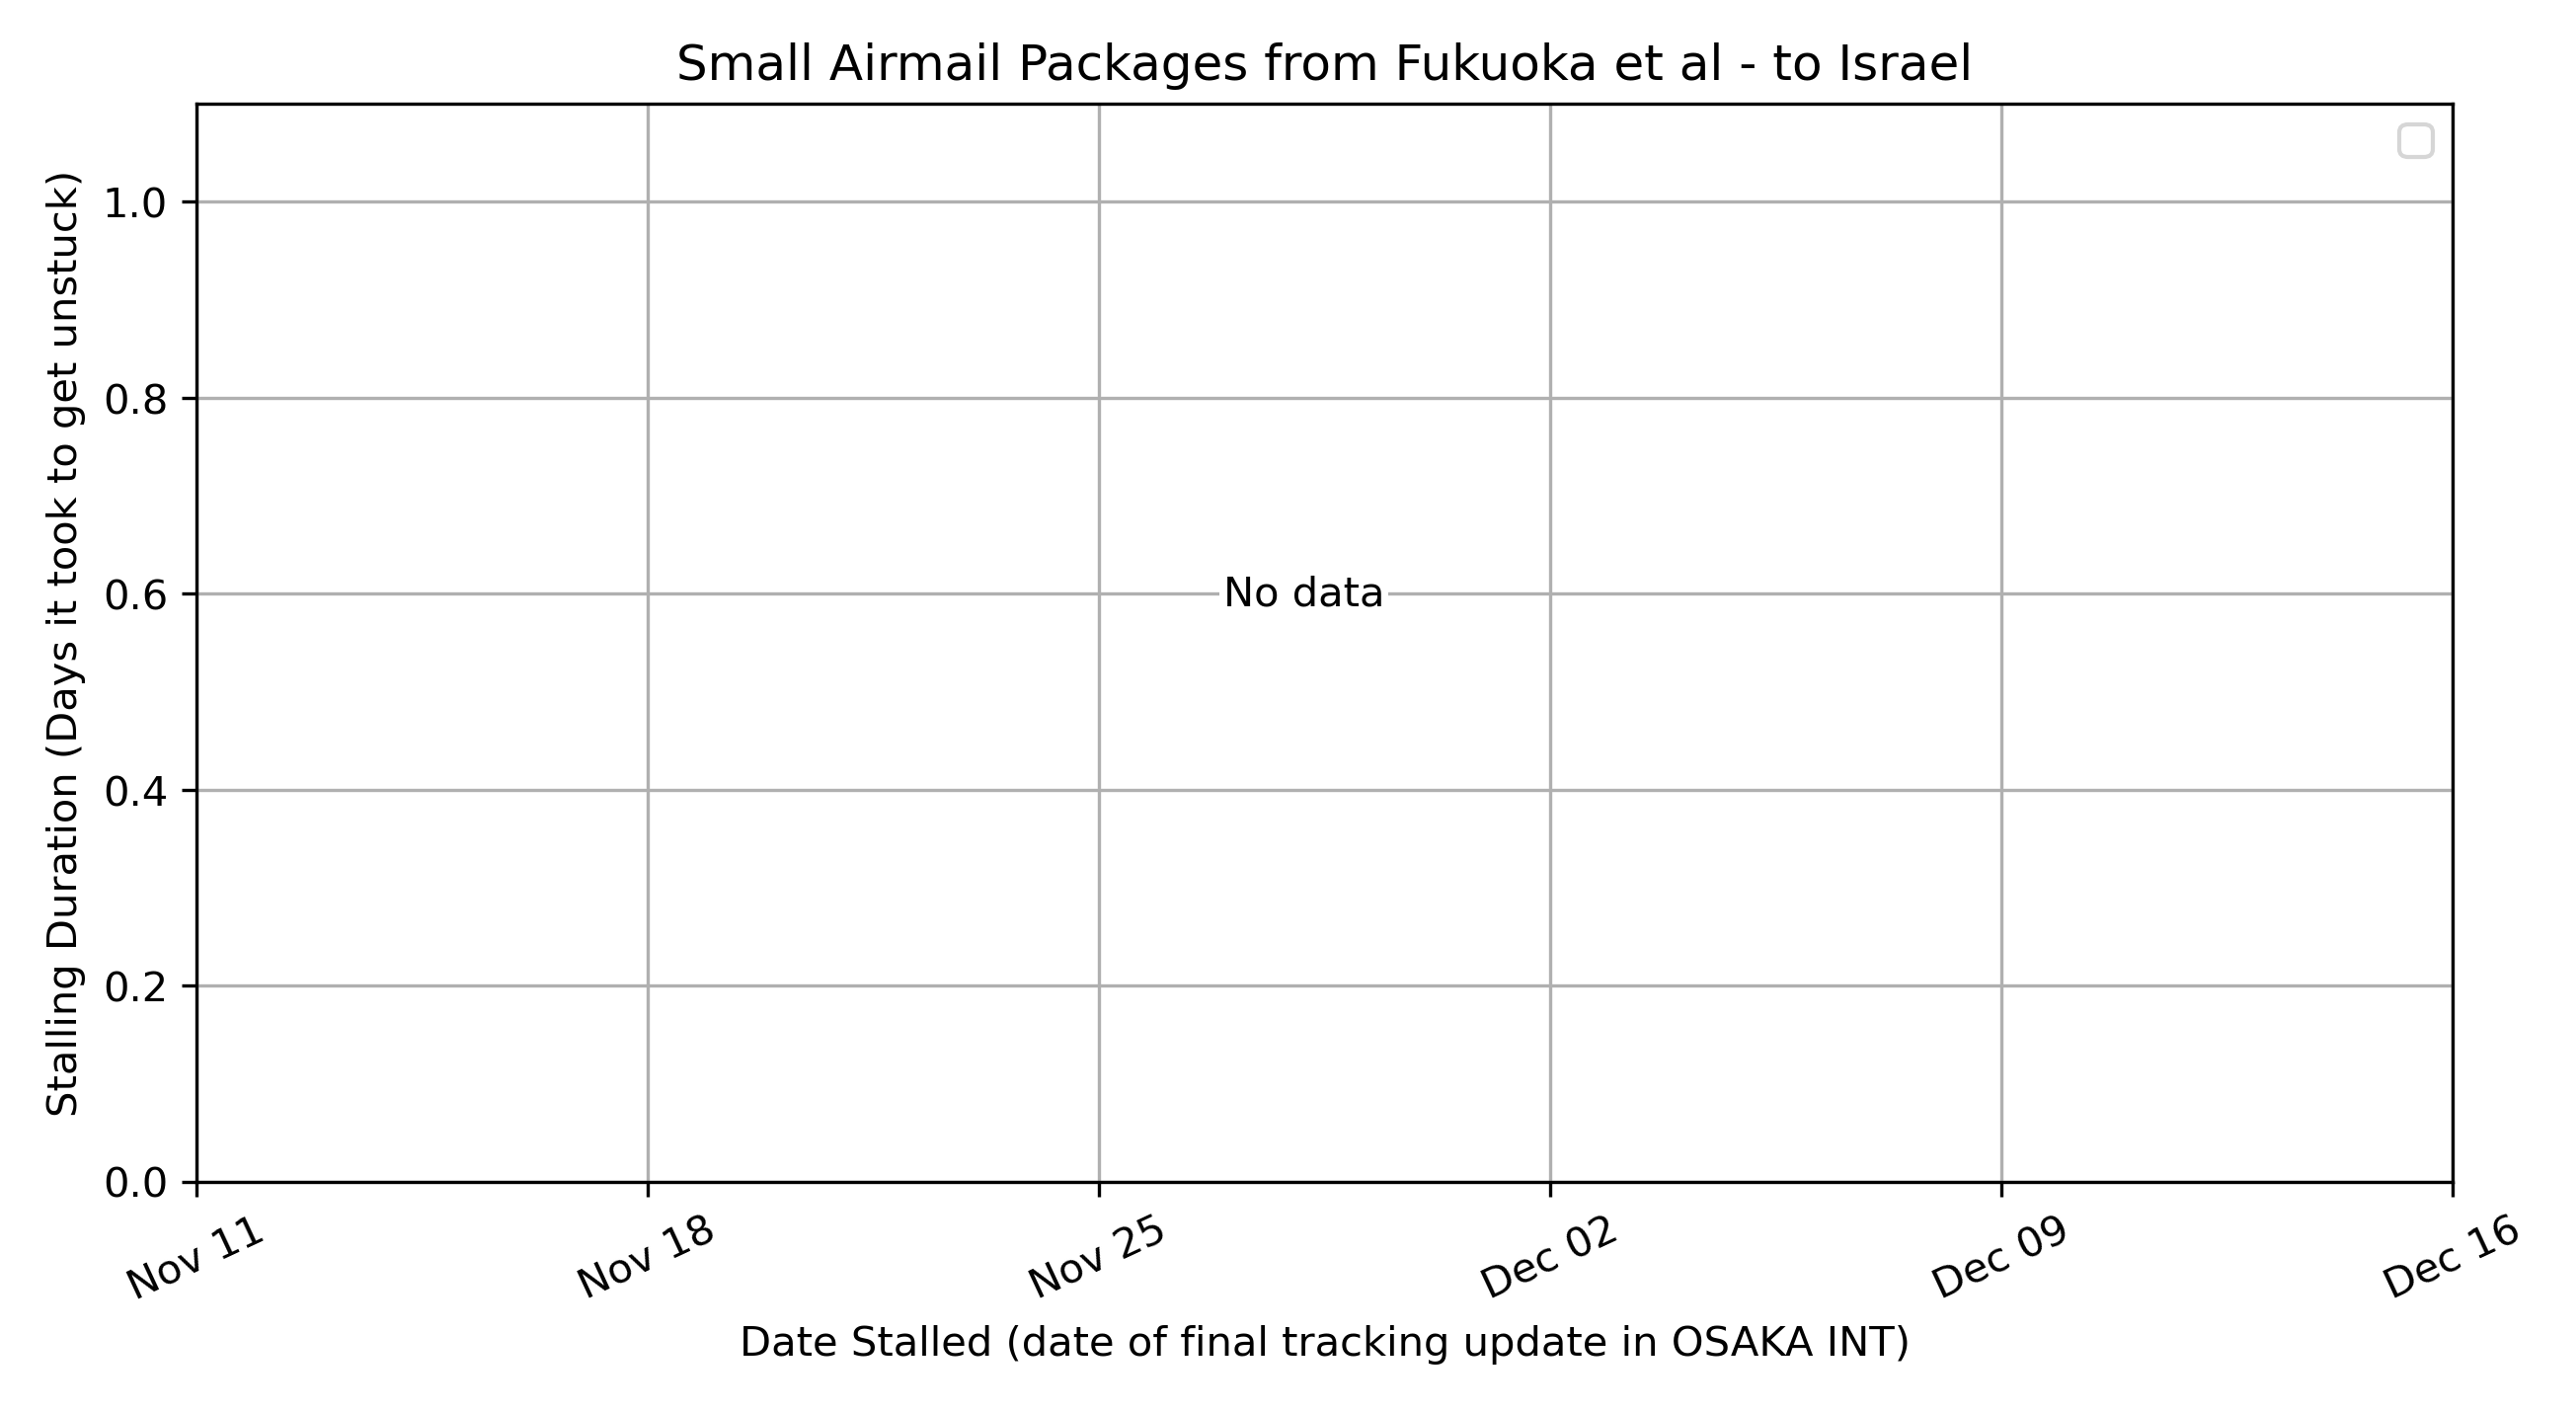 Small Airmail Packages from Fukuoka et al - to Israel
Stalling Duration (Days it took to get unstuck)
1.0
0.8
0.6
0.4
0.2
0.0
No data
Nov 11
Nov 18
Nov 25
Dec 02
Dec 09
Dec 16
Date Stalled (date of final tracking update in OSAKA INT)